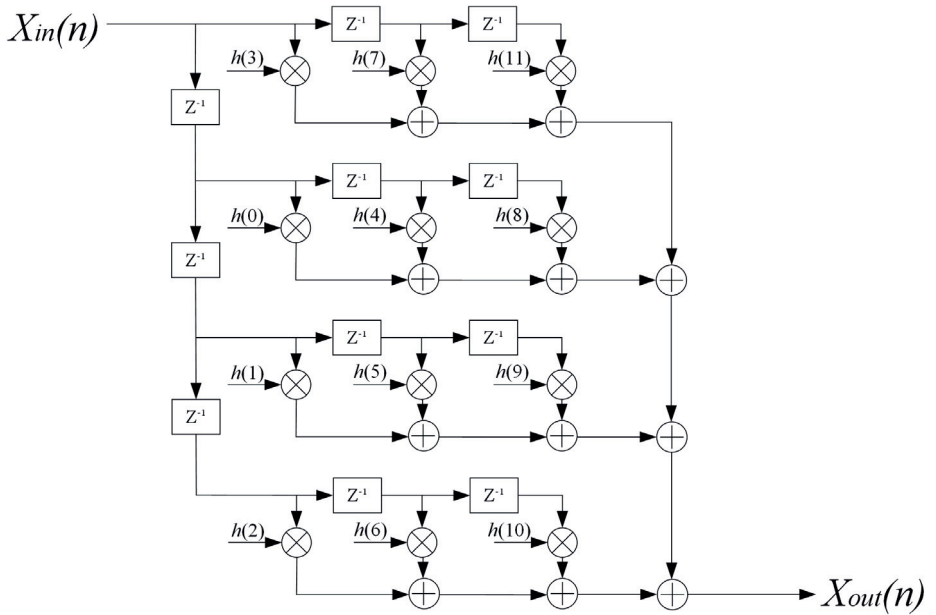 Xin(n)
Z-1
Z-1
h(3)
h(7)
h(11)
Z-1
Z-1
Z-1
h(0)
h(4)
h(8)
Z-1
Z-1
Z-1
h(1)
h(5)
h(9)
Z-1
Z-1
Z-1
h(2)
h(6)
h(10)
Xout(n)